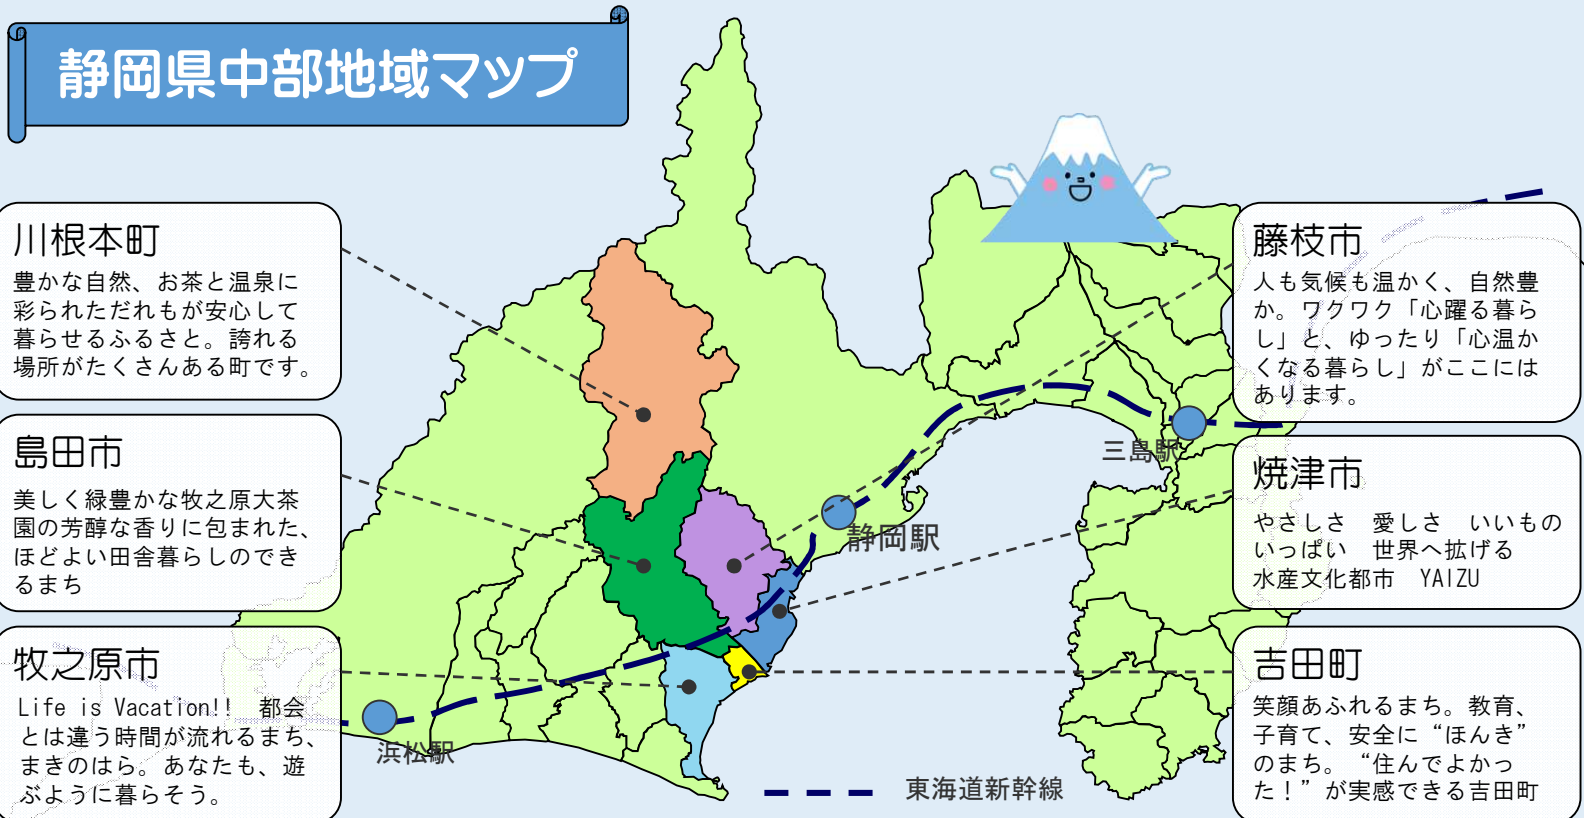 静岡県中部地域マップ
川根本町
豊かな自然、お茶と温泉に
彩られただれもが安心して
暮らせるふるさと。誇れる
場所がたくさんある町です。
島田市
美しく緑豊かな牧之原大茶
園の芳醇な香りに包まれた、
ほどよい田舎暮らしのでき
るまち
牧之原市
Life is Vacation!!　都会
とは違う時間が流れるまち、
まきのはら。あなたも、遊
ぶように暮らそう。
藤枝市
人も気候も温かく、自然豊
か。ワクワク「心躍る暮ら
し」と、ゆったり「心温か
くなる暮らし」がここには
あります。
焼津市
やさしさ　愛しさ　いいもの
いっぱい　世界へ拡げる
水産文化都市　YAIZU
吉田町
笑顔あふれるまち。教育、
子育て、安全に“ほんき”
のまち。“住んでよかっ
た！”が実感できる吉田町
三島駅
静岡駅
浜松駅
東海道新幹線